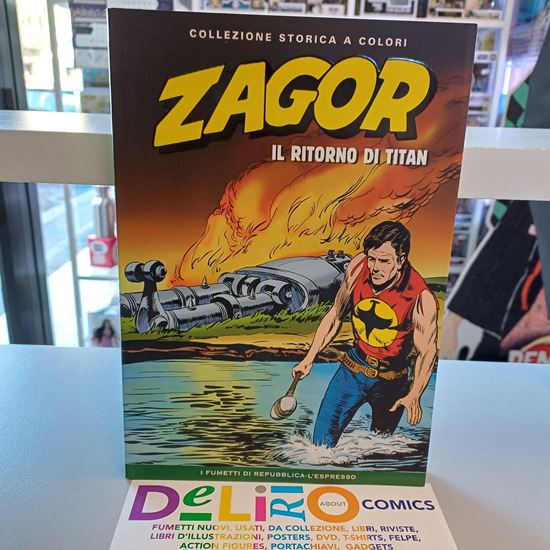 COLLEZIONE STORICA A COLORI
ZAGOR
IL RITORNO DI TITAN
I FUMETTI DI REPUBBLICA-L'ESPRESSO
DeLiRiO ABOUT COMICS
FUMETTI NUOVI, USATI, DA COLLEZIONE, LIBRI, RIVISTE,
LIBRI D'ILLUSTRAZIONI, POSTERS, DVD, T-SHIRTS, FELPE,
ACTION FIGURES, PORTACHIAVI, GADGETS